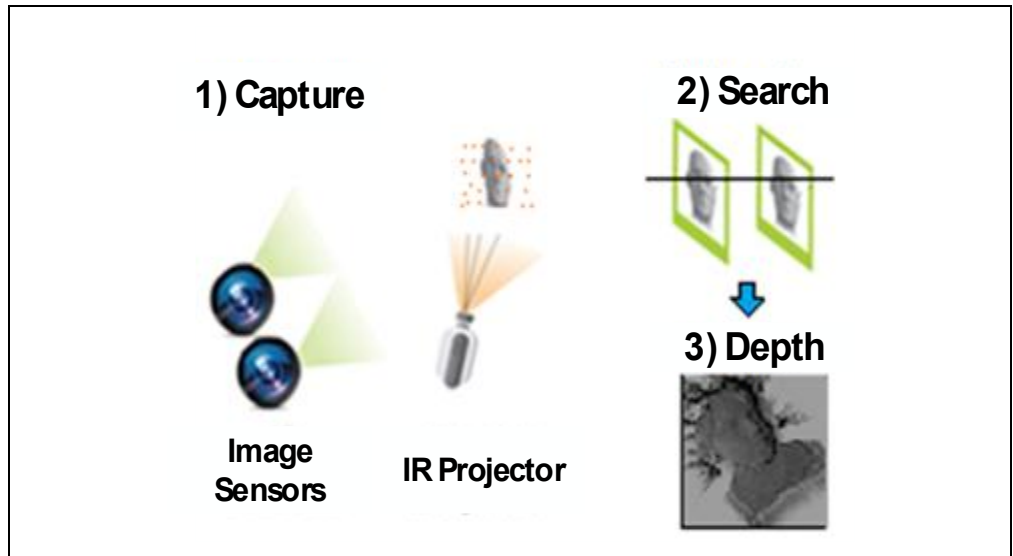 1) Capture
Image
Sensors
IR Projector
2) Search
3) Depth